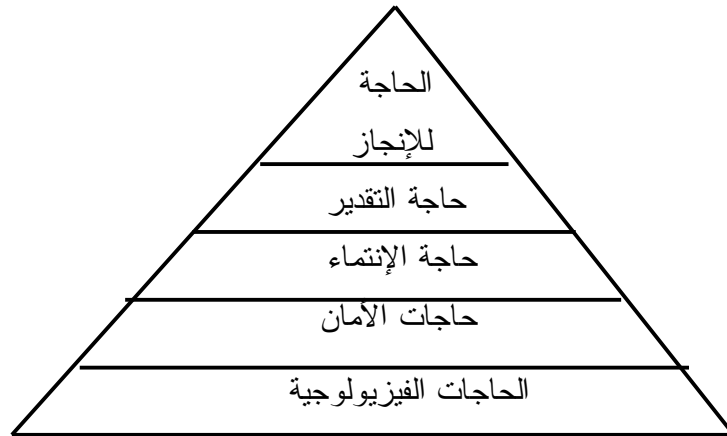 الحاجة
للإنجاز
حاجة التقدير
حاجة الإنتماء
حاجات الأمان
الحاجات الفيزيولوجية